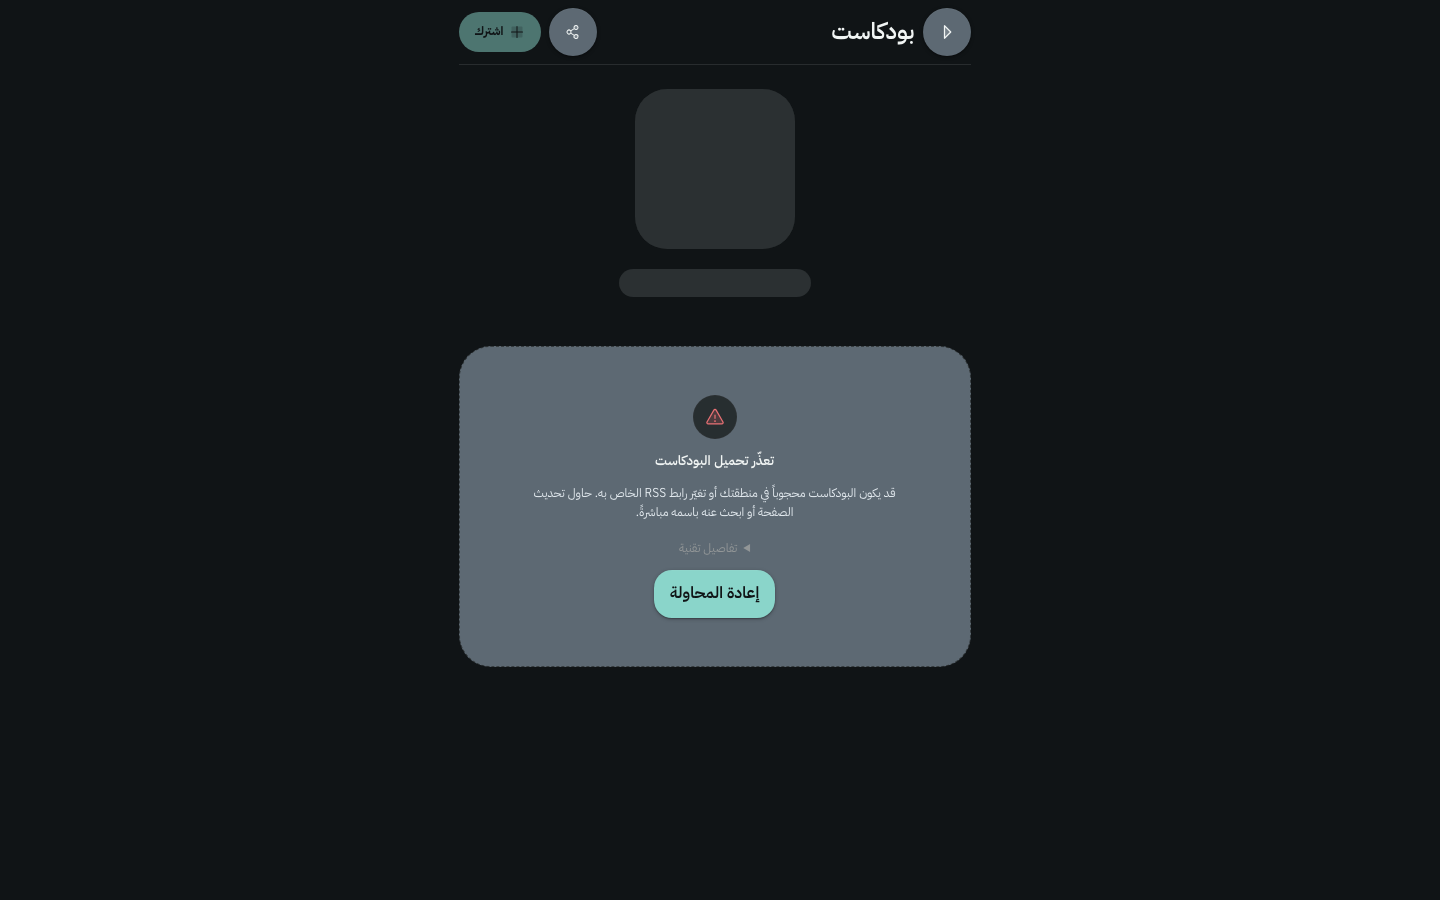 بودكاست
اشترك
تعذّر تحميل البودكاست
قد يكون البودكاست محجوباً في منطقتك أو تغيّر رابط RSS الخاص به. حاول تحديث
الصفحة أو ابحث عنه باسمه مباشرةً.
تفاصيل تقنية
إعادة المحاولة